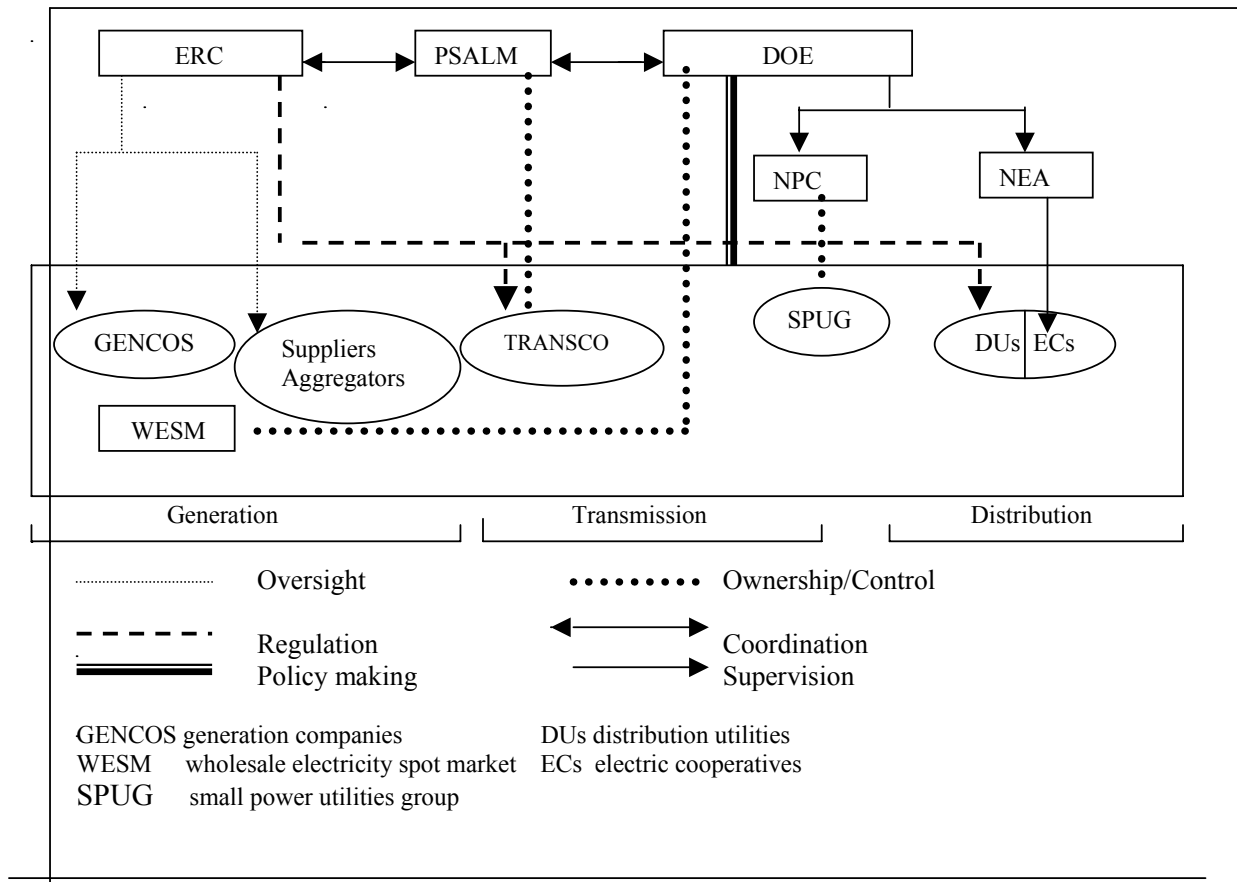 ERC PSALM DOE
NPC NEA
GENCOS Suppliers Aggregators TRANSCO SPUG DUs ECs
WESM
Generation Transmission Distribution
Oversight Ownership/Control
Regulation Coordination
Policy making Supervision
GENCOS generation companies DUs distribution utilities
WESM wholesale electricity spot market ECs electric cooperatives
SPUG small power utilities group